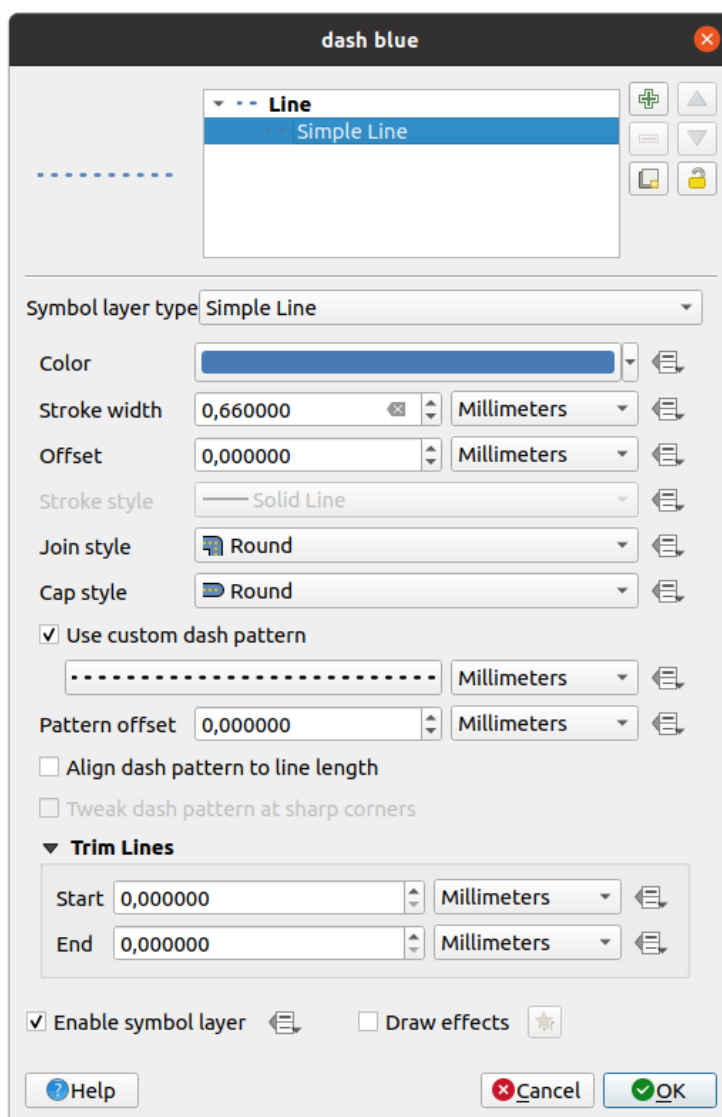 dash blue
Line
Simple Line
Symbol layer type Simple Line
Color
Stroke width 0,660000 Millimeters
Offset 0,000000 Millimeters
Stroke style Solid Line
Join style Round
Cap style Round
Use custom dash pattern
Millimeters
Pattern offset 0,000000 Millimeters
Align dash pattern to line length
Tweak dash pattern at sharp corners
Trim Lines
Start 0,000000 Millimeters
End 0,000000 Millimeters
Enable symbol layer Draw effects
Help Cancel OK